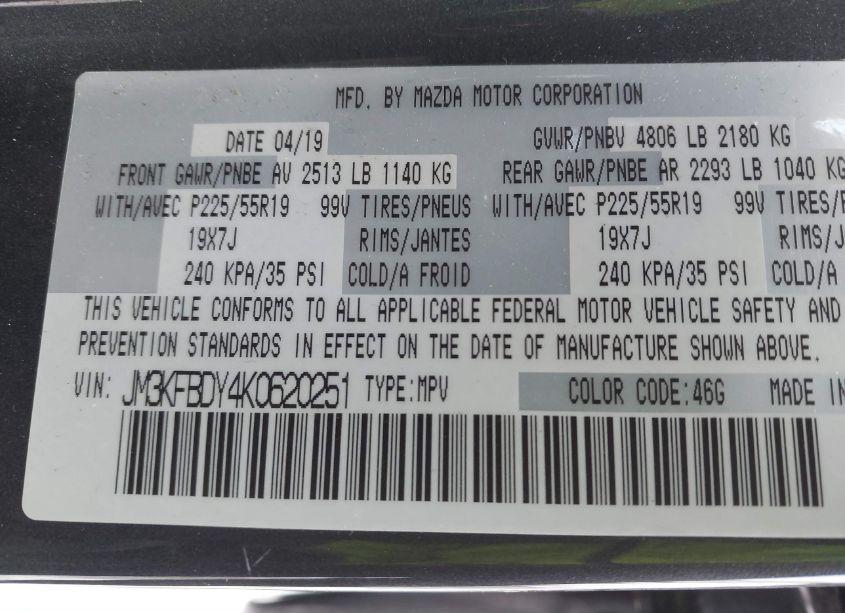 MFD. BY MAZDA MOTOR CORPORATION
DATE 04/19 GVWR/PNBV 4806 LB 2180 KG
FRONT GAWR/PNBE AV 2513 LB 1140 KG REAR GAWR/PNBE AR 2293 LB 1040 KG
WITH/AVEC P225/55R19 99V TIRES/PNEUS WITH/AVEC P225/55R19 99V TIRES/
19X7J RIMS/JANTES 19X7J RIMS/J
240 KPA/35 PSI COLD/A FROID 240 KPA/35 PSI COLD/A
THIS VEHICLE CONFORMS TO ALL APPLICABLE FEDERAL MOTOR VEHICLE SAFETY AND
PREVENTION STANDARDS IN EFFECT ON THE DATE OF MANUFACTURE SHOWN ABOVE.
VIN: JM3KFBDY4K0620251 TYPE:MPV COLOR CODE:46G MADE IN